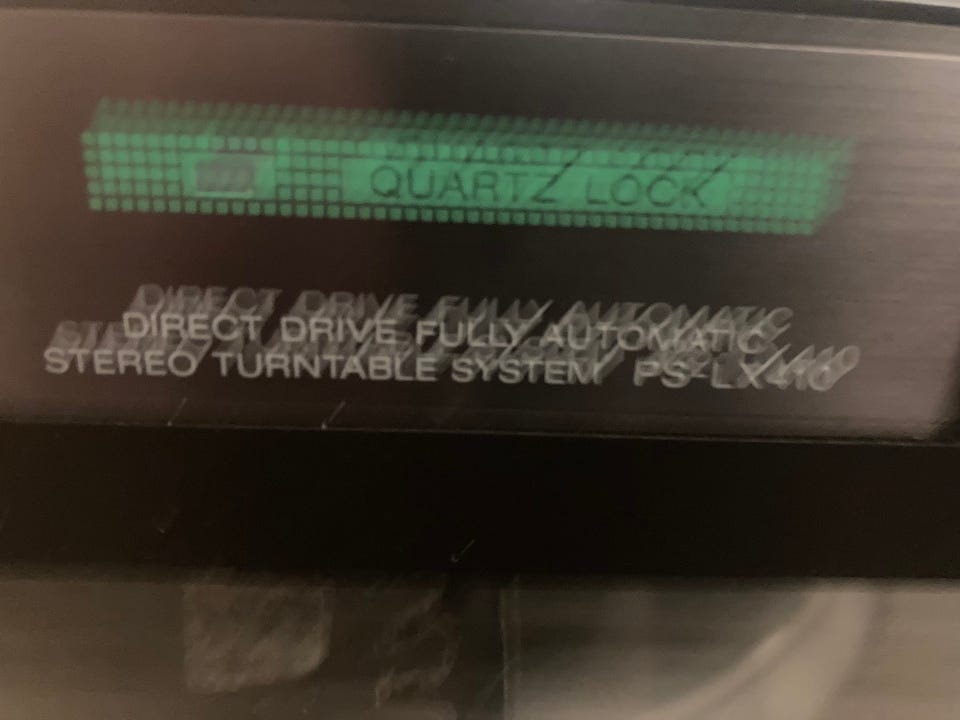 QUARTZ LOCK
DIRECT DRIVE FULLY AUTOMATIC
STEREO TURNTABLE SYSTEM PS-LX410